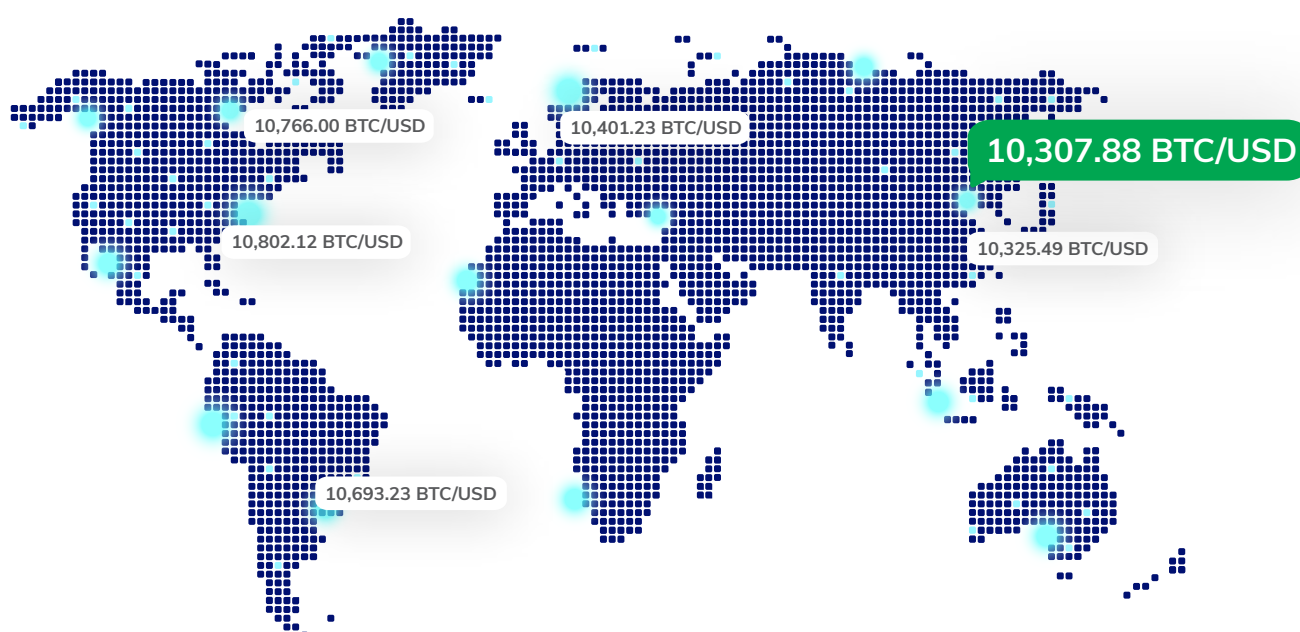 10,766.00 BTC/USD
10,401.23 BTC/USD
10,307.88 BTC/USD
10,802.12 BTC/USD
10,325.49 BTC/USD
10,693.23 BTC/USD